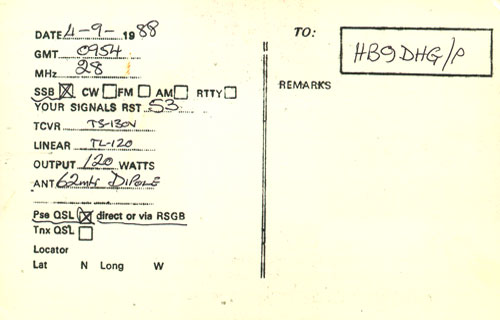 DATE 4-9- 1988
GMT 0954
MHz 28
SSB ☒ CW ☐ FM ☐ AM ☐ RTTY ☐
YOUR SIGNALS RST 53
TCVR TS-130V
LINEAR TL-120
OUTPUT 120 WATTS
ANT 62mtr DIPOLE
Pse QSL ☒ direct or via RSGB
Tnx QSL ☐
Locator
Lat N Long W
TO:
HB9DHG/P
REMARKS